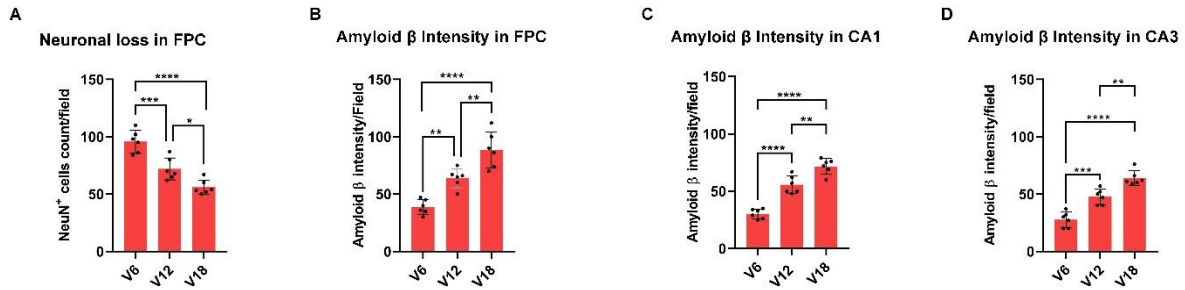 A
Neuronal loss in FPC
NeuN+ cells count/field
150
100
50
0
****
***
*
V6
V12
V18
B
Amyloid β Intensity in FPC
Amyloid β intensity/Field
150
100
50
0
****
**
**
V6
V12
V18
C
Amyloid β Intensity in CA1
Amyloid β intensity/field
150
100
50
0
****
**
****
V6
V12
V18
D
Amyloid β Intensity in CA3
Amyloid β intensity/field
150
100
50
0
**
****
***
V6
V12
V18